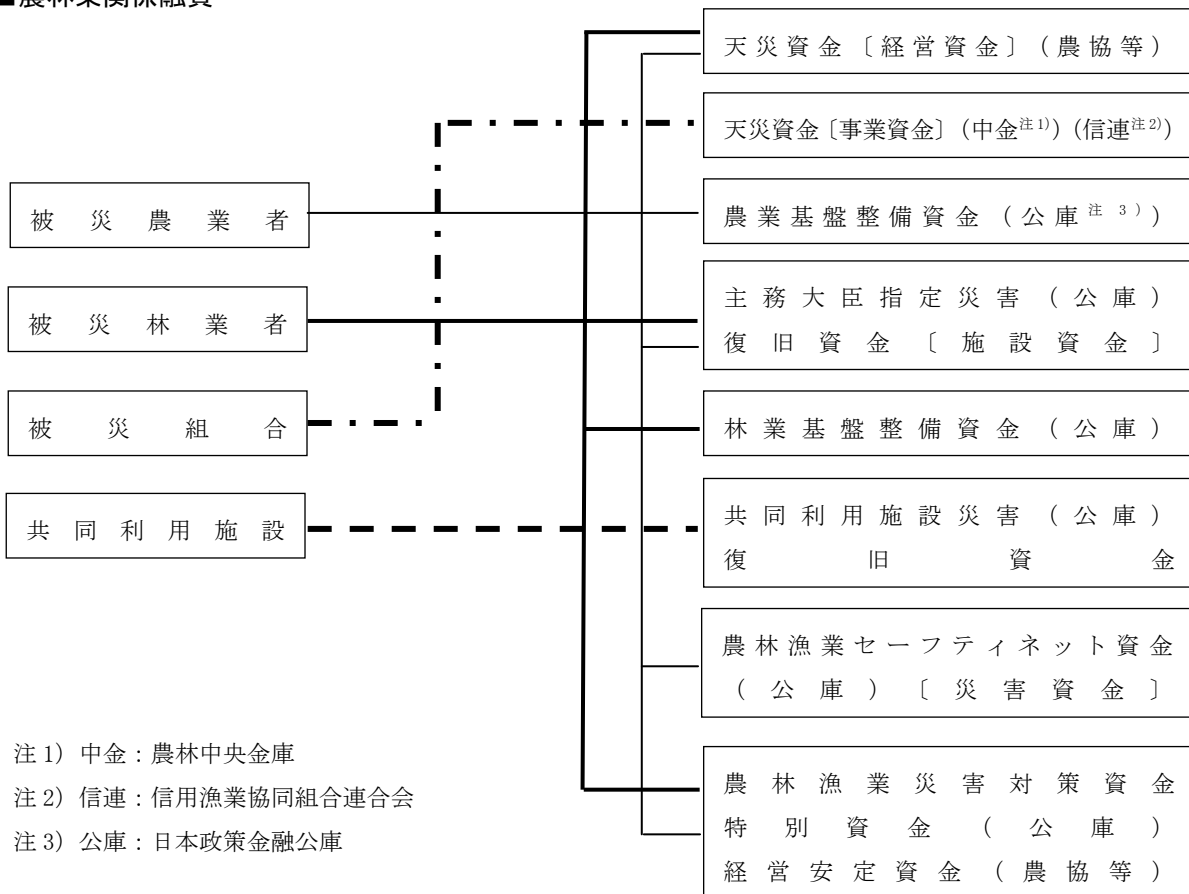 ■農林業関係融資
天災資金〔経営資金〕(農協等)
天災資金〔事業資金〕(中金注1))(信連注2))
被災農業者
農業基盤整備資金(公庫注3))
被災林業者
主務大臣指定災害(公庫)
復旧資金〔施設資金〕
被災組合
林業基盤整備資金(公庫)
共同利用施設
共同利用施設災害(公庫)
復旧資金
農林漁業セーフティネット資金
(公庫)〔災害資金〕
農林漁業災害対策資金
特別資金(公庫)
経営安定資金(農協等)
注1)中金:農林中央金庫
注2)信連:信用漁業協同組合連合会
注3)公庫:日本政策金融公庫